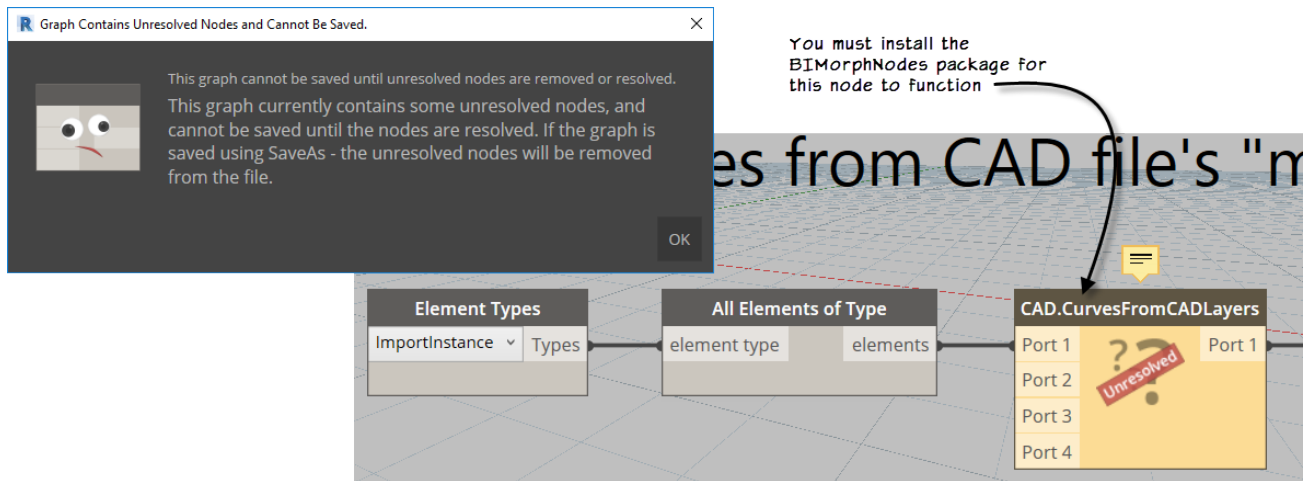 Graph Contains Unresolved Nodes and Cannot Be Saved.
This graph cannot be saved until unresolved nodes are removed or resolved.
This graph currently contains some unresolved nodes, and
cannot be saved until the nodes are resolved. If the graph is
saved using SaveAs - the unresolved nodes will be removed
from the file.
OK
You must install the
BIMorphNodes package for
this node to function
es from CAD file's "m
Element Types
ImportInstance
Types
All Elements of Type
element type
elements
CAD.CurvesFromCADLayers
Port 1
Port 2
Port 3
Port 4
? ?
Unresolved
Port 1